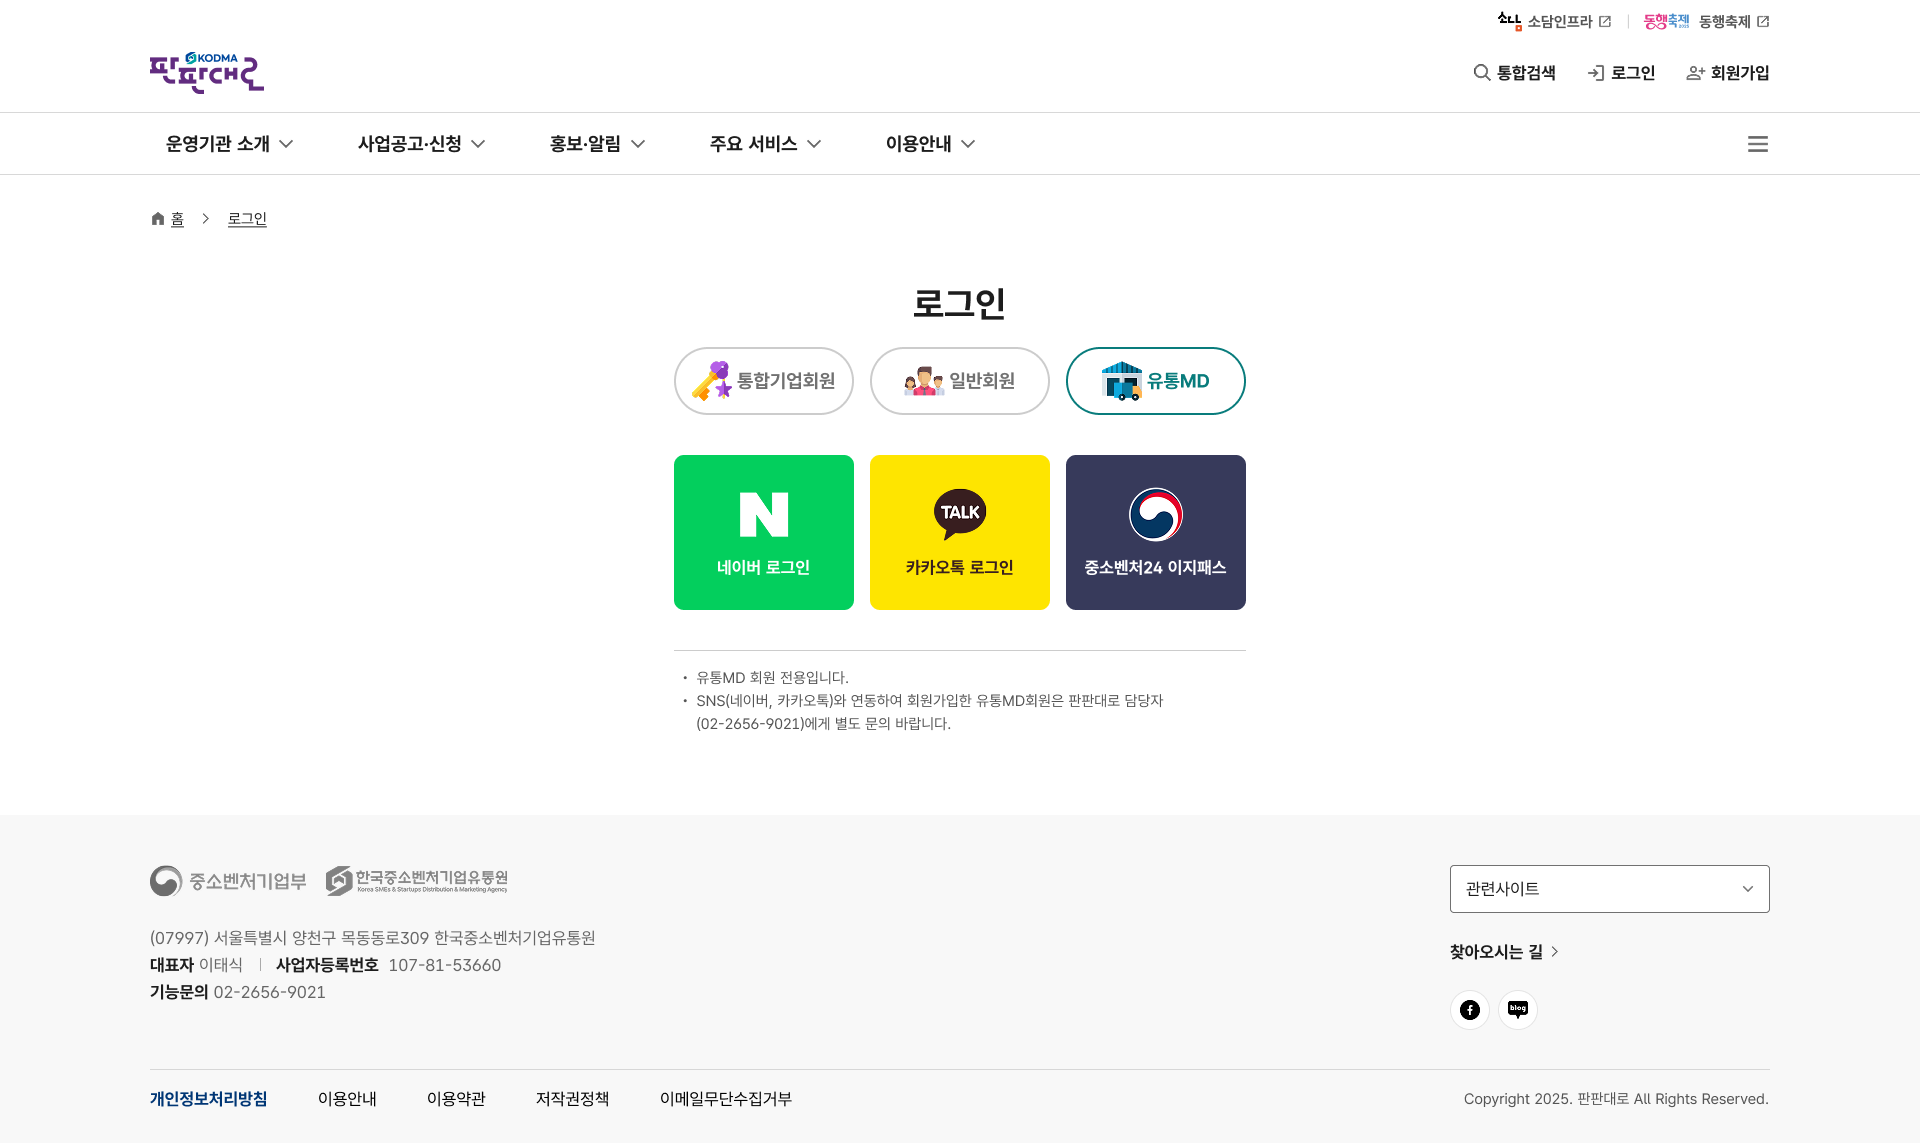 소담
소담인프라
동행축제 2025
동행축제
KODMA
판판대로
통합검색
로그인
회원가입
운영기관 소개
사업공고·신청
홍보·알림
주요 서비스
이용안내
홈
로그인
로그인
통합기업회원
일반회원
유통MD
N
네이버 로그인
TALK
카카오톡 로그인
중소벤처24 이지패스
• 유통MD 회원 전용입니다.
• SNS(네이버, 카카오톡)와 연동하여 회원가입한 유통MD회원은 판판대로 담당자
(02-2656-9021)에게 별도 문의 바랍니다.
중소벤처기업부
한국중소벤처기업유통원
Korea SMEs & Startups Distribution & Marketing Agency
관련사이트
(07997) 서울특별시 양천구 목동동로309 한국중소벤처기업유통원
대표자 이태식
사업자등록번호 107-81-53660
기능문의 02-2656-9021
찾아오시는 길
f
blog
개인정보처리방침
이용안내
이용약관
저작권정책
이메일무단수집거부
Copyright 2025. 판판대로 All Rights Reserved.